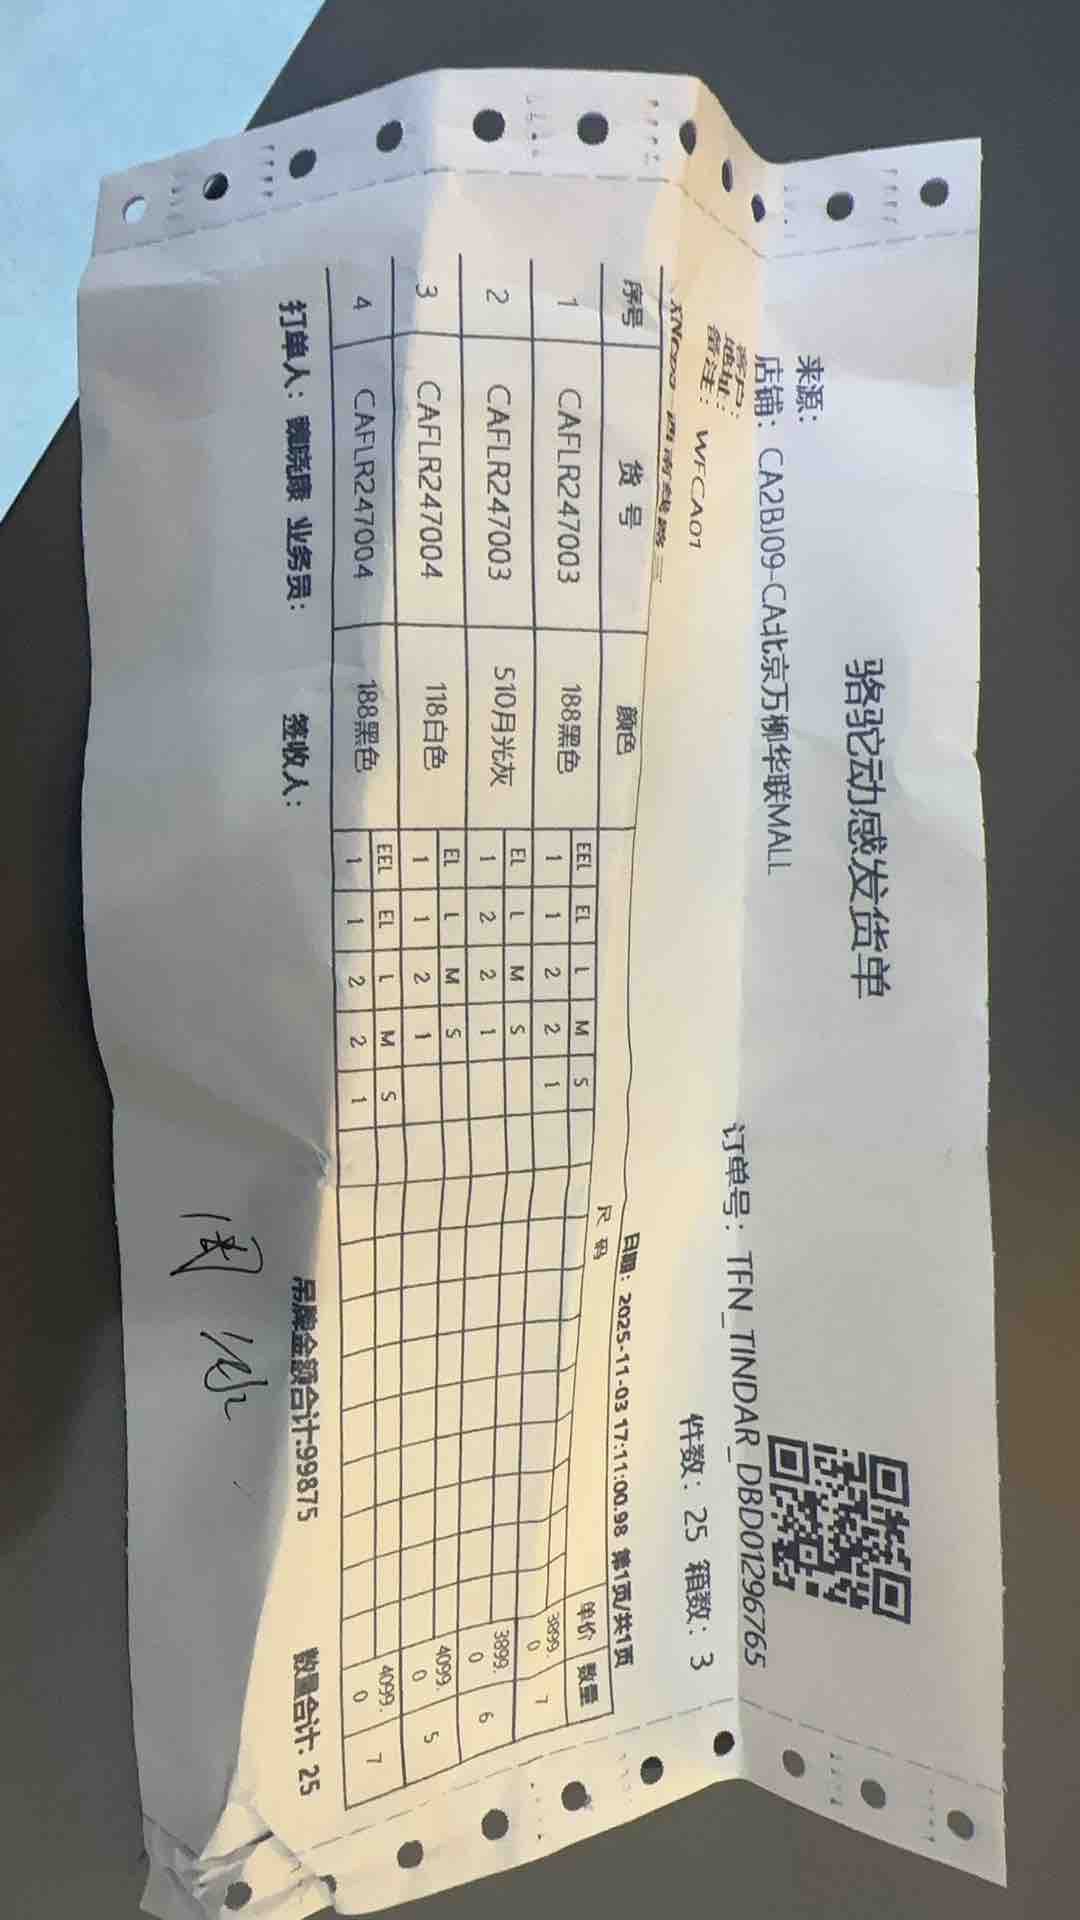 骆驼动感发货单
来源：
店铺：CA2BJ09-CA北京万柳华联MALL 订单号：TFN_TINDAR_DBD01296765
客户：
地址：
备注： WFCA01 件数：25 箱数：3
日期：2025-11-03 17:11:00.98 第1页/共1页
序号 货号 颜色 尺码 单价 数量
EEL EL L M S
1 CAFLR247003 188黑色 1 1 2 2 1 3899.0 7
EL L M S
2 CAFLR247003 510月光灰 1 2 2 1 3899.0 6
EL L M S
3 CAFLR247004 118白色 1 1 2 1 4099.0 5
EEL EL L M S
4 CAFLR247004 188黑色 1 1 2 2 1 4099.0 7
打单人：晓康 业务员： 签收人： 吊牌金额合计:99875 数量合计: 25